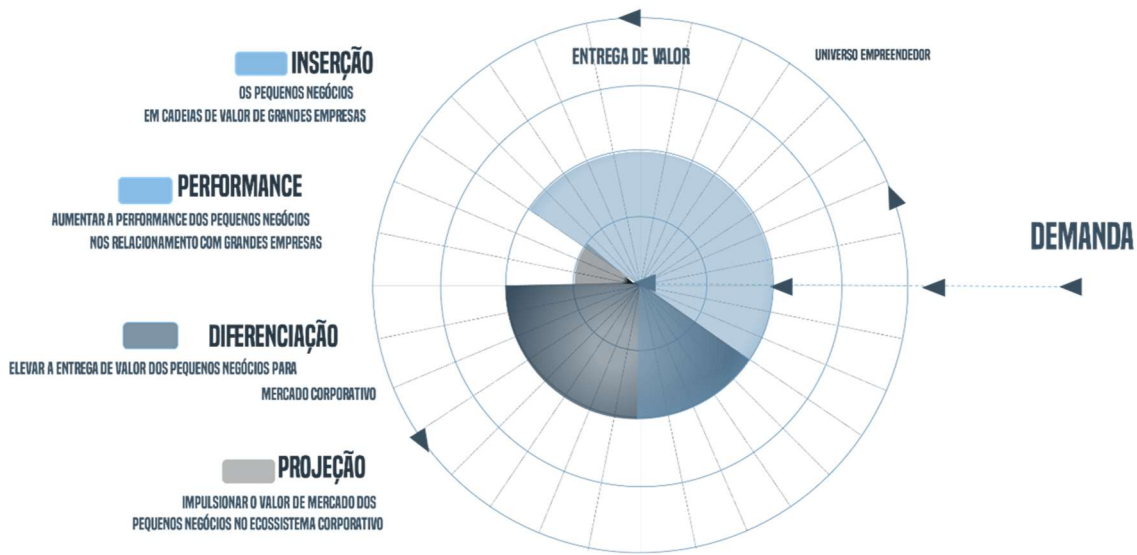 INSERÇÃO
OS PEQUENOS NEGÓCIOS
EM CADEIAS DE VALOR DE GRANDES EMPRESAS
PERFORMANCE
AUMENTAR A PERFORMANCE DOS PEQUENOS NEGÓCIOS
NOS RELACIONAMENTO COM GRANDES EMPRESAS
DIFERENCIAÇÃO
ELEVAR A ENTREGA DE VALOR DOS PEQUENOS NEGÓCIOS PARA
MERCADO CORPORATIVO
PROJEÇÃO
IMPULSIONAR O VALOR DE MERCADO DOS
PEQUENOS NEGÓCIOS NO ECOSSISTEMA CORPORATIVO
ENTREGA DE VALOR
UNIVERSO EMPREENDEDOR
DEMANDA